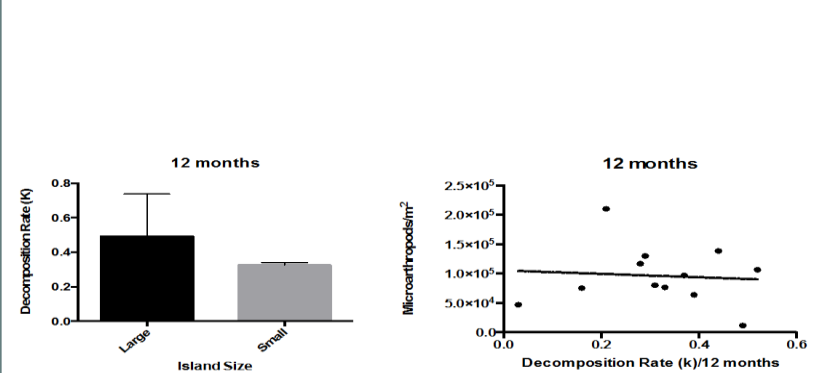 12 months
Decomposition Rate (K)
0.8
0.6
0.4
0.2
0.0
Large
Small
Island Size
12 months
Microarthropods/m²
2.5×10⁵
2.0×10⁵
1.5×10⁵
1.0×10⁵
5.0×10⁴
0.0
0.0
0.2
0.4
0.6
Decomposition Rate (k)/12 months